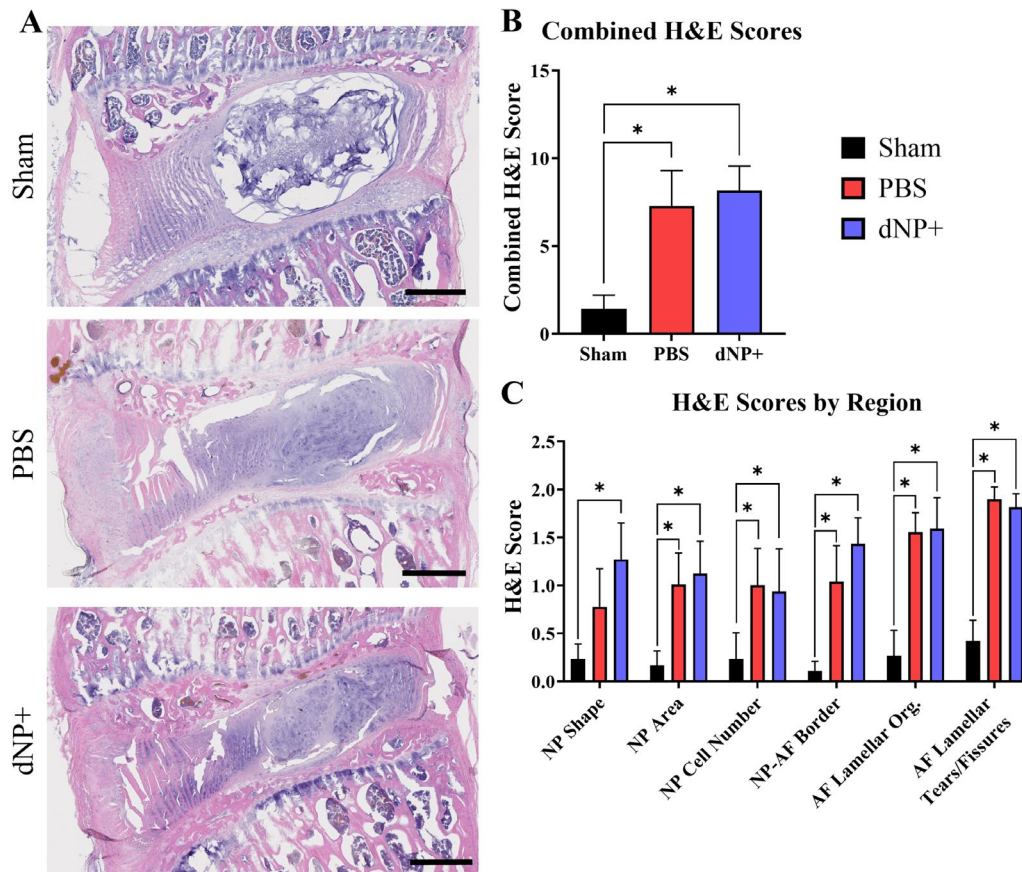 A
Sham
PBS
dNP+
B Combined H&E Scores
Combined H&E Score
15
10
5
0
*
*
Sham PBS dNP+
Sham
PBS
dNP+
C H&E Scores by Region
H&E Score
2.5
2.0
1.5
1.0
0.5
0.0
*
* *
* *
* *
* *
* *
NP Shape
NP Area
NP Cell Number
NP-AF Border
AF Lamellar Org.
AF Lamellar
Tears/Fissures